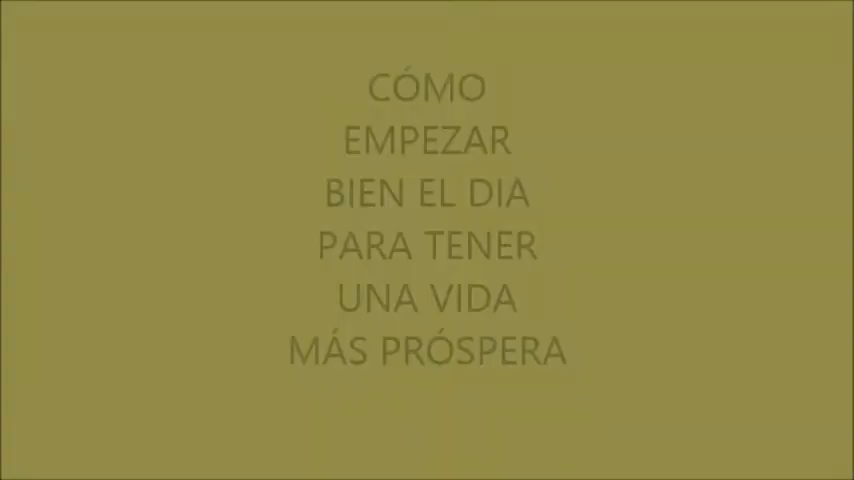 CÓMO
EMPEZAR
BIEN EL DIA
PARA TENER
UNA VIDA
MÁS PRÓSPERA